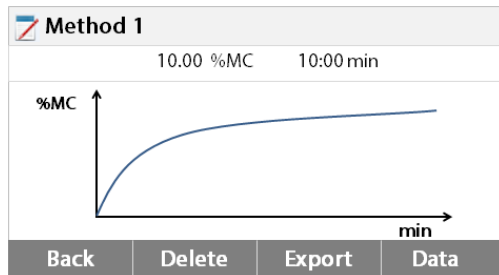 Method 1
10.00 %MC 10:00 min
%MC
min
Back Delete Export Data